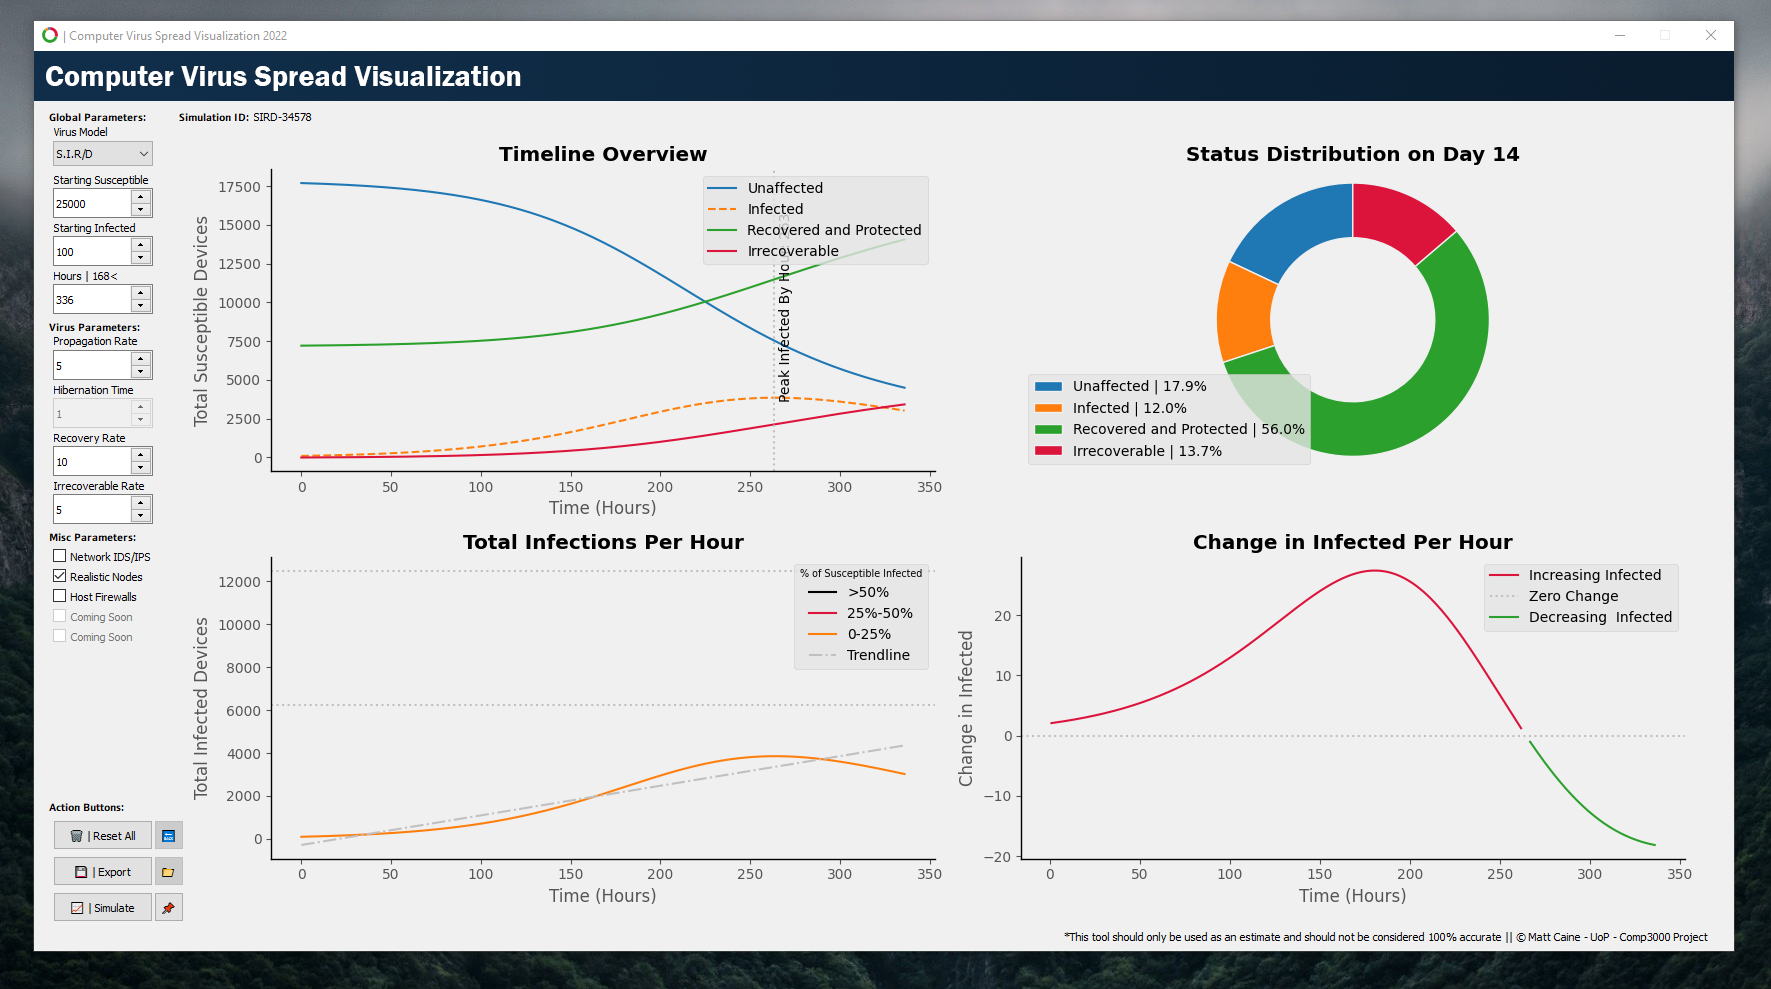 | Computer Virus Spread Visualization 2022
Computer Virus Spread Visualization
Global Parameters:
Virus Model
S.I.R/D
Starting Susceptible
25000
Starting Infected
100
Hours | 168<
336
Virus Parameters:
Propagation Rate
5
Hibernation Time
1
Recovery Rate
10
Irrecoverable Rate
5
Misc Parameters:
Network IDS/IPS
Realistic Nodes
Host Firewalls
Coming Soon
Coming Soon
Action Buttons:
| Reset All
| Export
| Simulate
Simulation ID: SIRD-34578
Timeline Overview
Total Susceptible Devices
17500
15000
12500
10000
7500
5000
2500
0
Unaffected
Infected
Recovered and Protected
Irrecoverable
Peak Infected By
0 50 100 150 200 250 300 350
Time (Hours)
Status Distribution on Day 14
Unaffected | 17.9%
Infected | 12.0%
Recovered and Protected | 56.0%
Irrecoverable | 13.7%
Total Infections Per Hour
Total Infected Devices
12000
10000
8000
6000
4000
2000
0
% of Susceptible Infected
>50%
25%-50%
0-25%
Trendline
0 50 100 150 200 250 300 350
Time (Hours)
Change in Infected Per Hour
Change in Infected
20
10
0
−10
−20
Increasing Infected
Zero Change
Decreasing Infected
0 50 100 150 200 250 300 350
Time (Hours)
*This tool should only be used as an estimate and should not be considered 100% accurate || © Matt Caine - UoP - Comp3000 Project